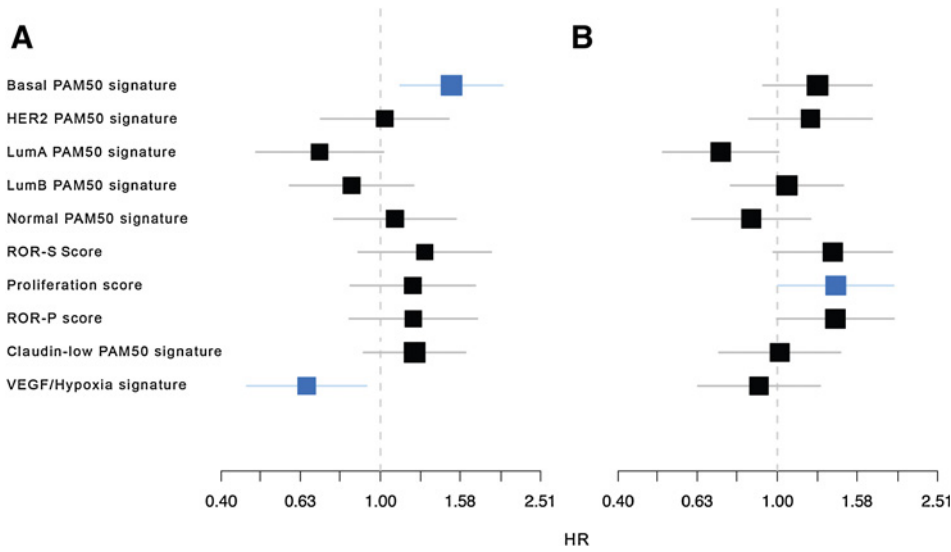 A B
Basal PAM50 signature
HER2 PAM50 signature
LumA PAM50 signature
LumB PAM50 signature
Normal PAM50 signature
ROR-S Score
Proliferation score
ROR-P score
Claudin-low PAM50 signature
VEGF/Hypoxia signature
0.40 0.63 1.00 1.58 2.51 0.40 0.63 1.00 1.58 2.51
HR